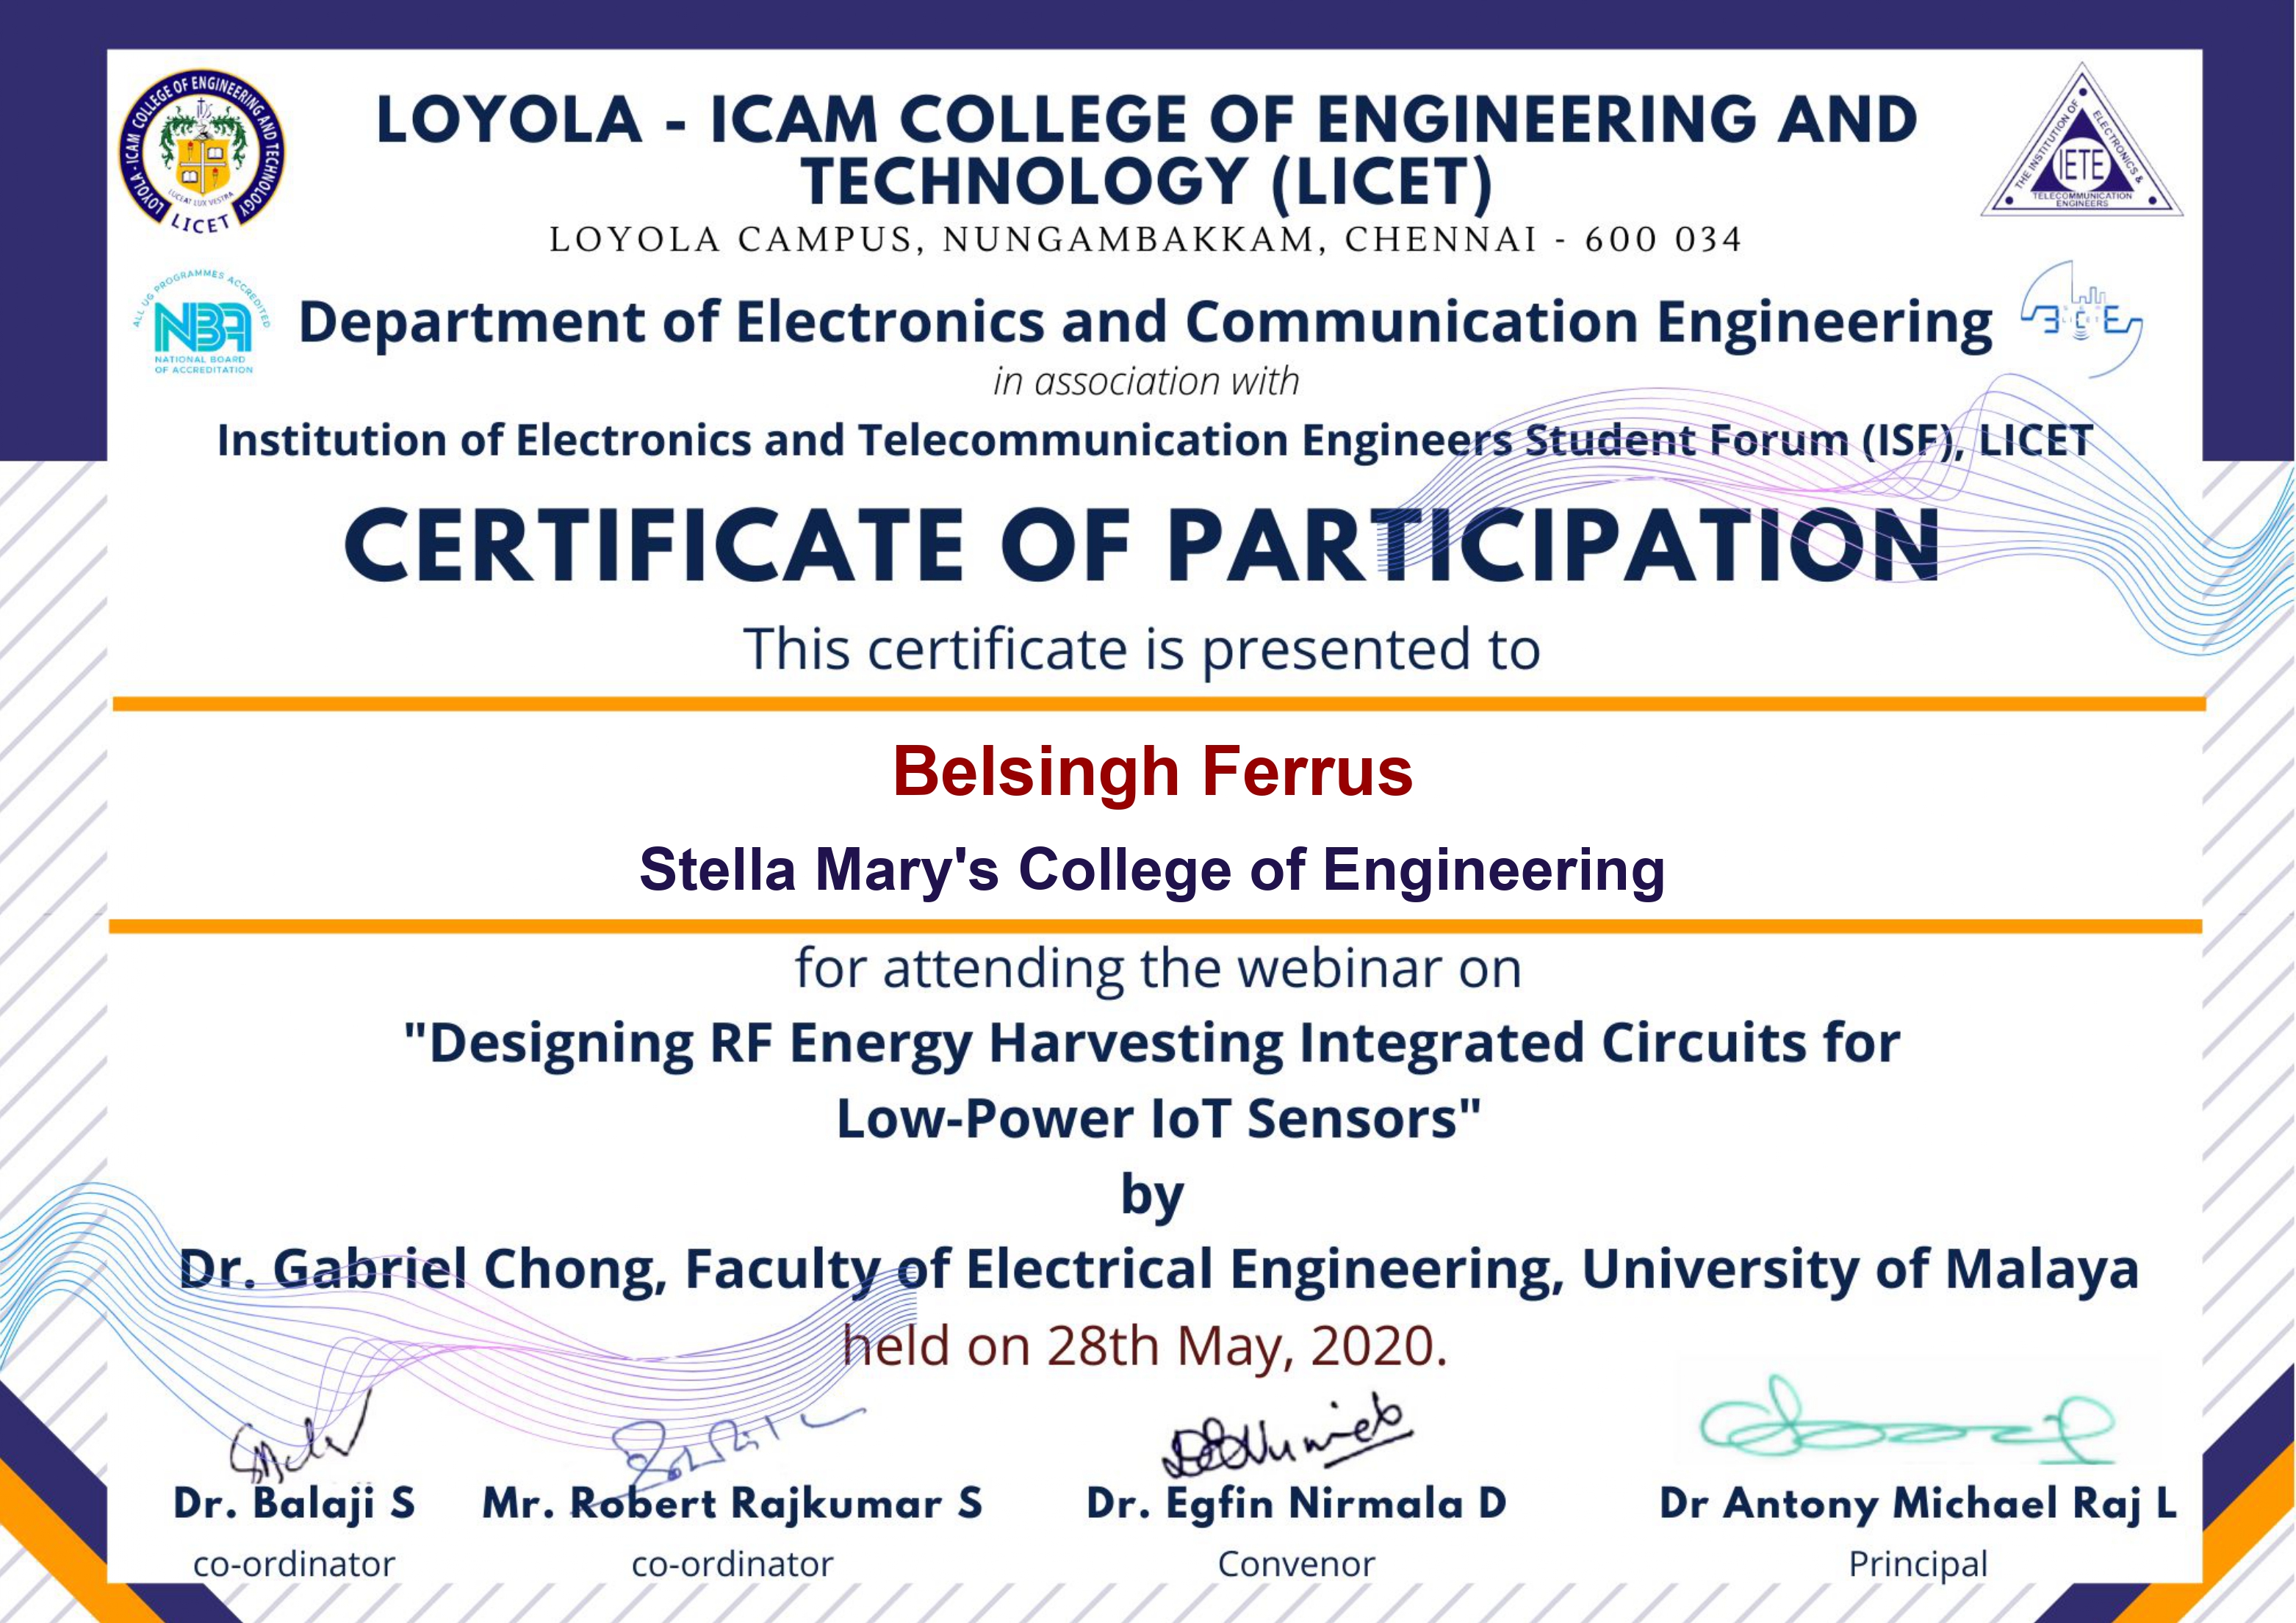 LOYOLA - ICAM COLLEGE OF ENGINEERING AND TECHNOLOGY
LUCEAT LUX VESTRA
LICET
LOYOLA - ICAM COLLEGE OF ENGINEERING AND
TECHNOLOGY (LICET)
LOYOLA CAMPUS, NUNGAMBAKKAM, CHENNAI - 600 034
THE INSTITUTION OF
ELECTRONICS &
IETE
TELECOMMUNICATION
ENGINEERS
ALL UG PROGRAMMES ACCREDITED
NBA
NATIONAL BOARD
OF ACCREDITATION
Department of Electronics and Communication Engineering
in association with
Institution of Electronics and Telecommunication Engineers Student Forum (ISF), LICET
CERTIFICATE OF PARTICIPATION
This certificate is presented to
Belsingh Ferrus
Stella Mary's College of Engineering
for attending the webinar on
"Designing RF Energy Harvesting Integrated Circuits for
Low-Power IoT Sensors"
by
Dr. Gabriel Chong, Faculty of Electrical Engineering, University of Malaya
held on 28th May, 2020.
Dr. Balaji S Mr. Robert Rajkumar S Dr. Egfin Nirmala D Dr Antony Michael Raj L
co-ordinator co-ordinator Convenor Principal